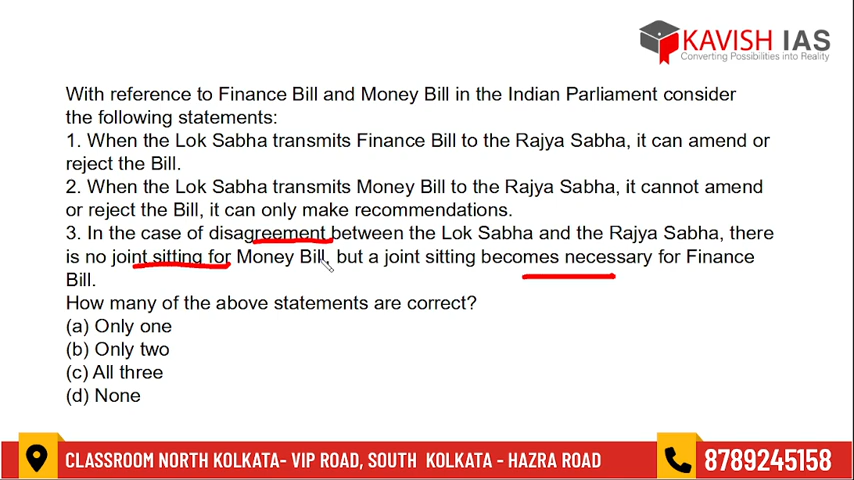 KAVISH IAS
Converting Possibilities into Reality
With reference to Finance Bill and Money Bill in the Indian Parliament consider
the following statements:
1. When the Lok Sabha transmits Finance Bill to the Rajya Sabha, it can amend or
reject the Bill.
2. When the Lok Sabha transmits Money Bill to the Rajya Sabha, it cannot amend
or reject the Bill, it can only make recommendations.
3. In the case of disagreement between the Lok Sabha and the Rajya Sabha, there
is no joint sitting for Money Bill, but a joint sitting becomes necessary for Finance
Bill.
How many of the above statements are correct?
(a) Only one
(b) Only two
(c) All three
(d) None
CLASSROOM NORTH KOLKATA- VIP ROAD, SOUTH KOLKATA - HAZRA ROAD
8789245158